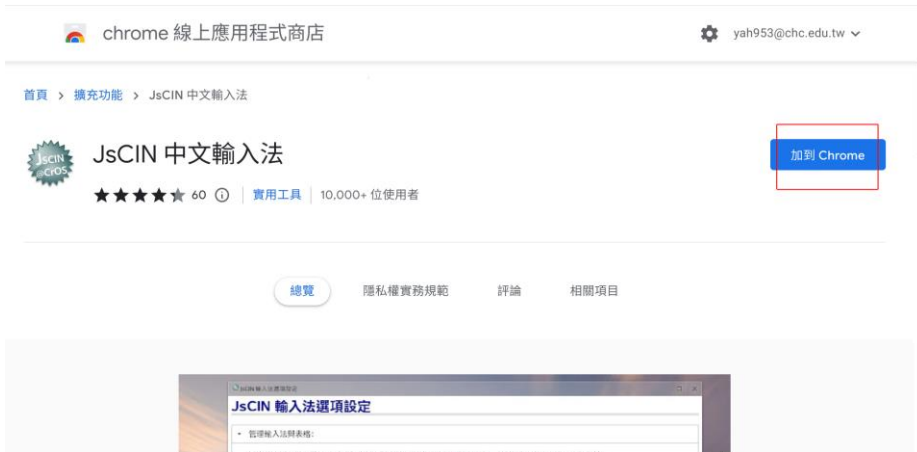 chrome 線上應用程式商店
yah953@chc.edu.tw
首頁 > 擴充功能 > JsCIN 中文輸入法
JSCIN
CrOS
JsCIN 中文輸入法
加到 Chrome
60 實用工具 10,000+ 位使用者
總覽 隱私權實務規範 評論 相關項目
JsCIN 輸入法選項設定
管理輸入法與表格: